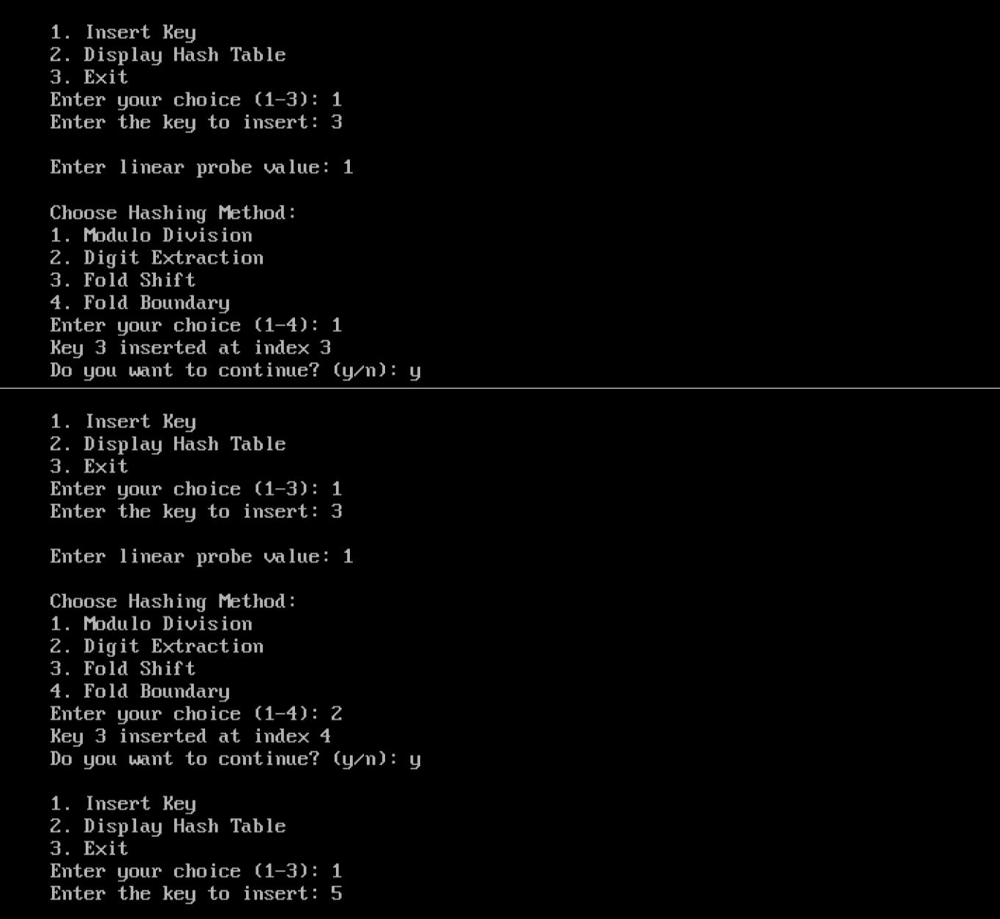 1. Insert Key
2. Display Hash Table
3. Exit
Enter your choice (1-3): 1
Enter the key to insert: 3
Enter linear probe value: 1
Choose Hashing Method:
1. Modulo Division
2. Digit Extraction
3. Fold Shift
4. Fold Boundary
Enter your choice (1-4): 1
Key 3 inserted at index 3
Do you want to continue? (y/n): y
1. Insert Key
2. Display Hash Table
3. Exit
Enter your choice (1-3): 1
Enter the key to insert: 3
Enter linear probe value: 1
Choose Hashing Method:
1. Modulo Division
2. Digit Extraction
3. Fold Shift
4. Fold Boundary
Enter your choice (1-4): 2
Key 3 inserted at index 4
Do you want to continue? (y/n): y
1. Insert Key
2. Display Hash Table
3. Exit
Enter your choice (1-3): 1
Enter the key to insert: 5